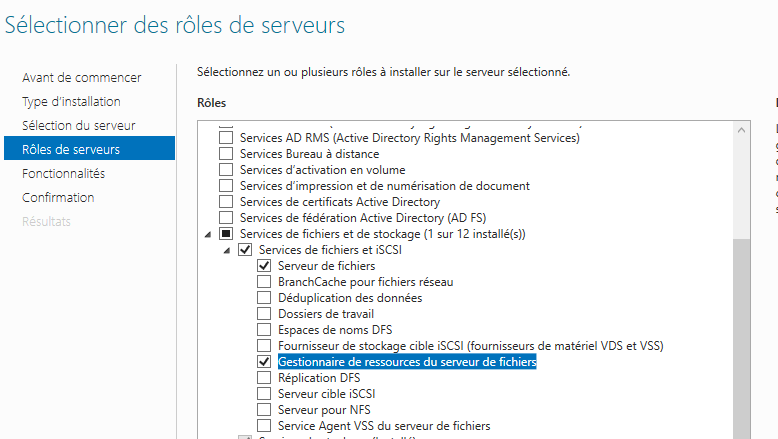 Sélectionner des rôles de serveurs
Avant de commencer
Type d'installation
Sélection du serveur
Rôles de serveurs
Fonctionnalités
Confirmation
Résultats
Sélectionnez un ou plusieurs rôles à installer sur le serveur sélectionné.
Rôles
Services AD RMS (Active Directory Rights Management Services)
Services Bureau à distance
Services d'activation en volume
Services d'impression et de numérisation de document
Services de certificats Active Directory
Services de fédération Active Directory (AD FS)
Services de fichiers et de stockage (1 sur 12 installé(s))
Services de fichiers et iSCSI
Serveur de fichiers
BranchCache pour fichiers réseau
Déduplication des données
Dossiers de travail
Espaces de noms DFS
Fournisseur de stockage cible iSCSI (fournisseurs de matériel VDS et VSS)
Gestionnaire de ressources du serveur de fichiers
Réplication DFS
Serveur cible iSCSI
Serveur pour NFS
Service Agent VSS du serveur de fichiers